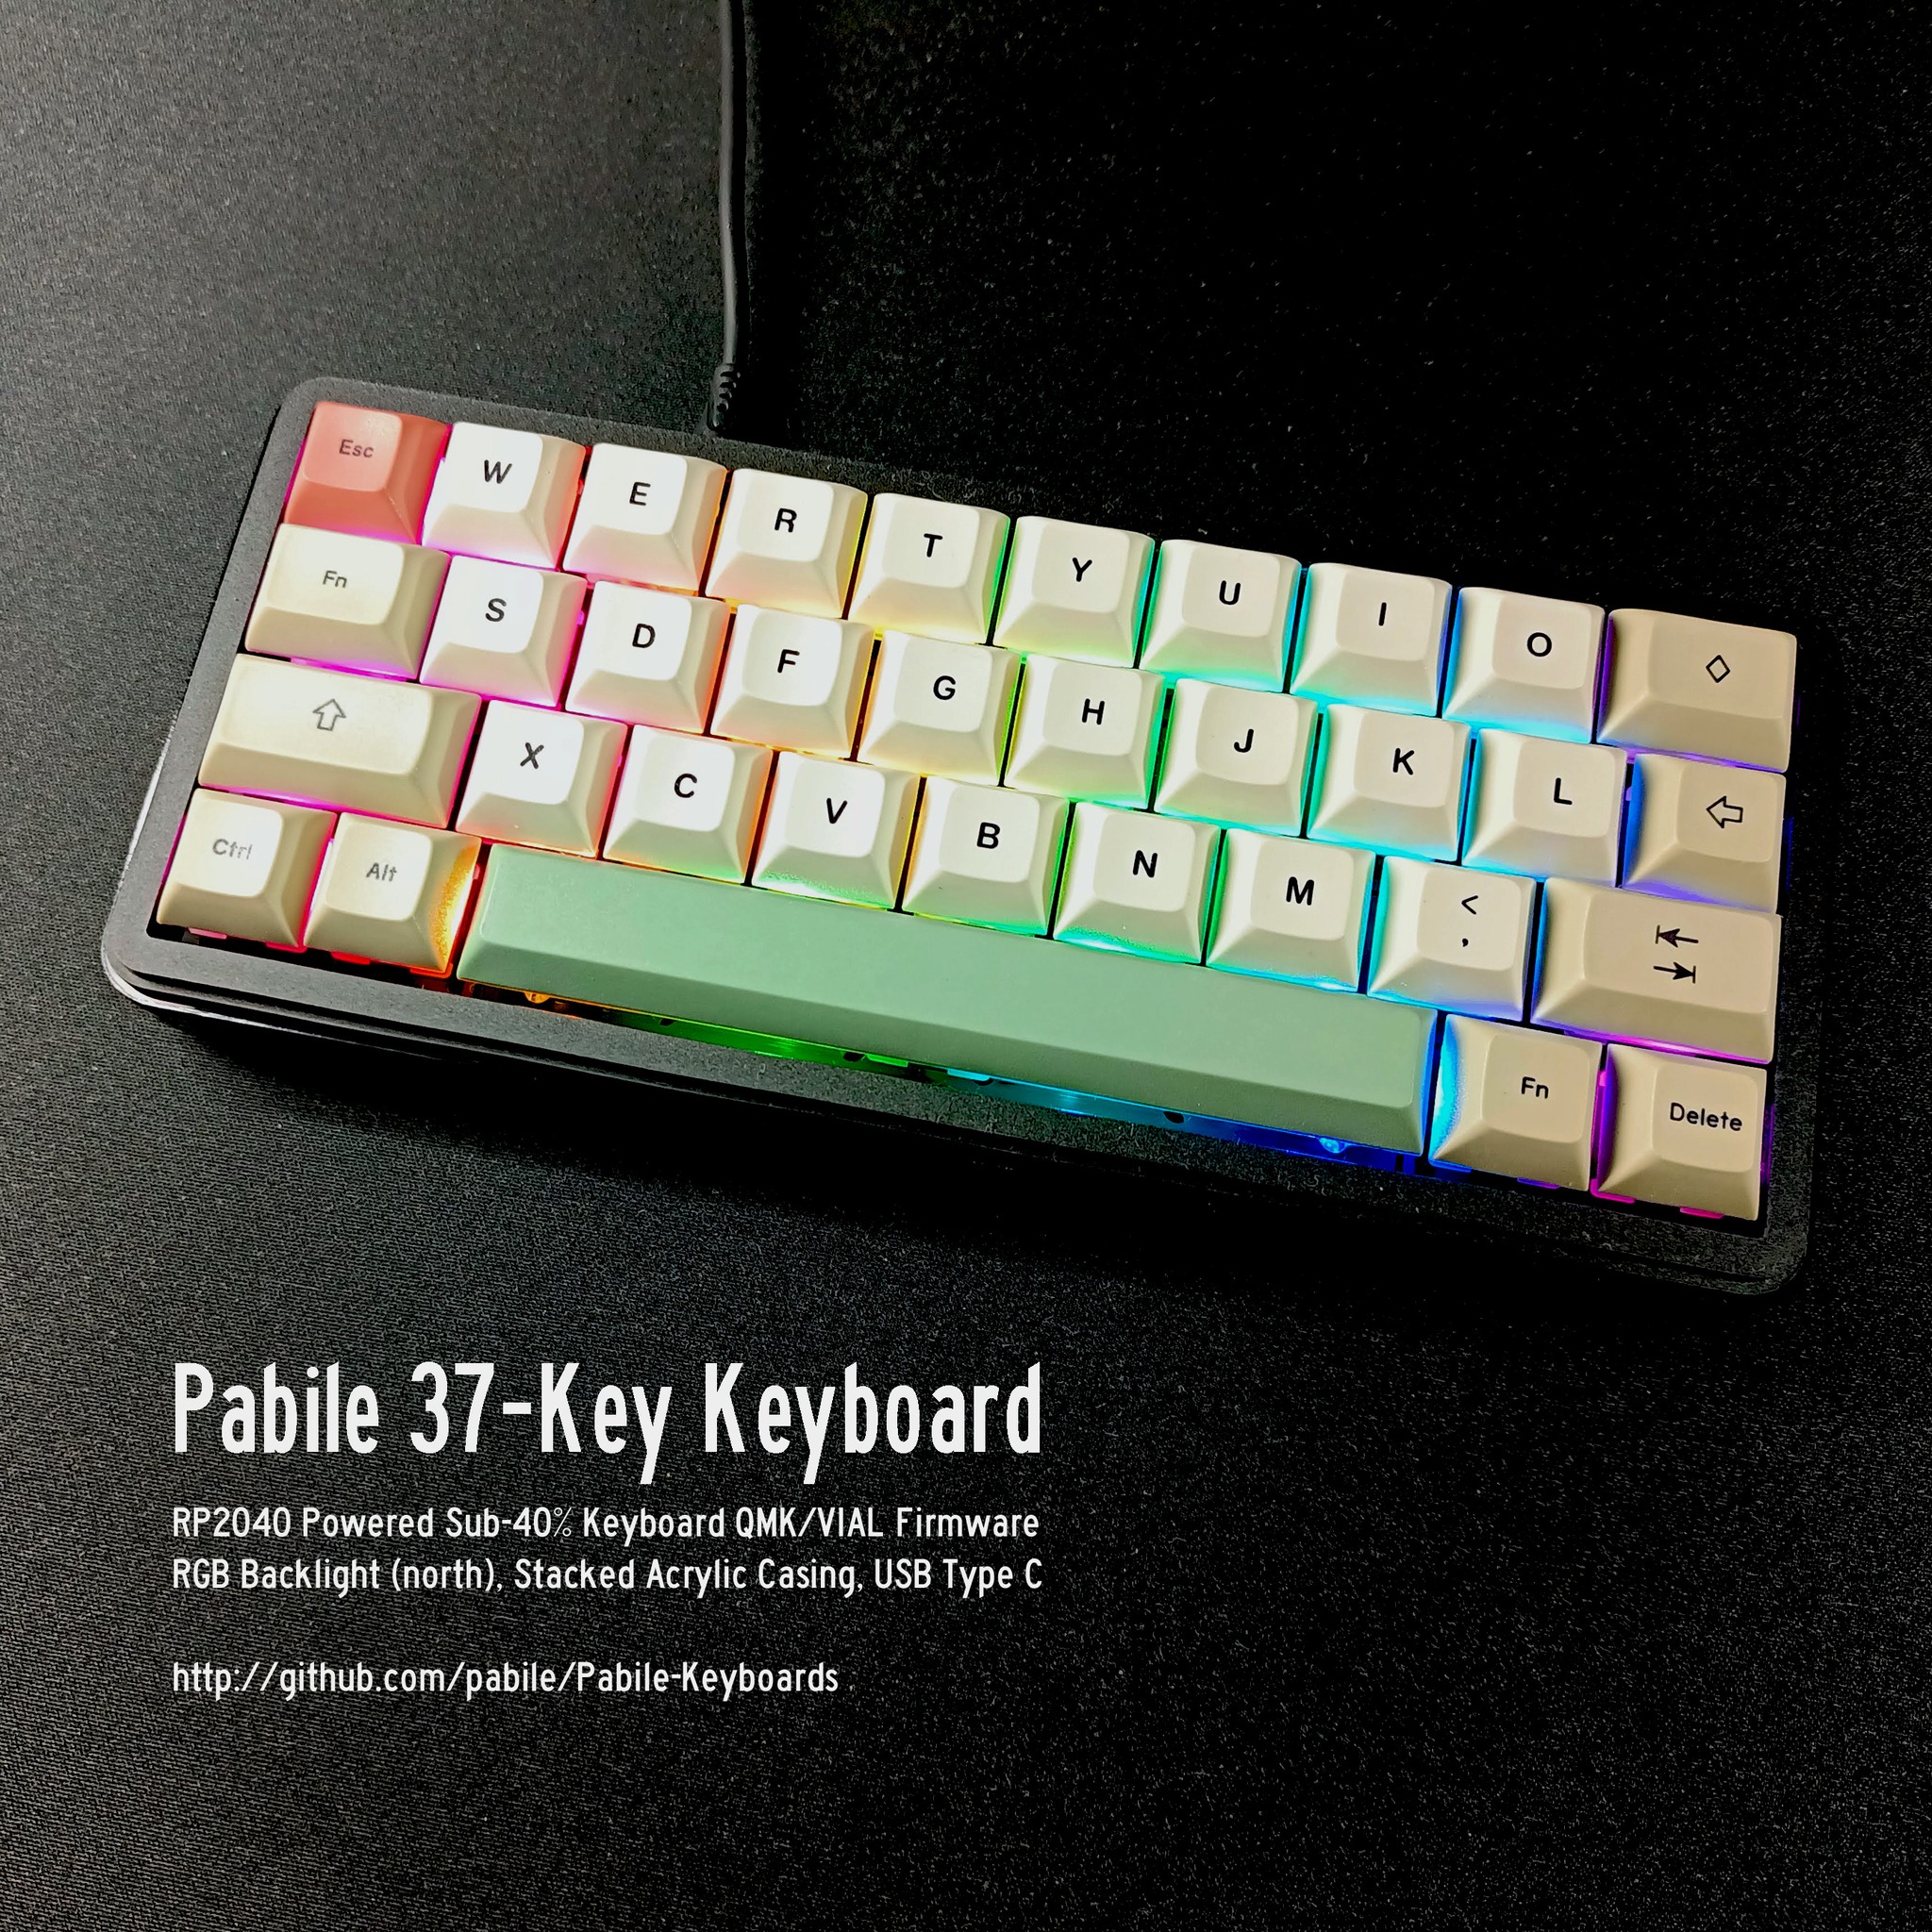 Esc W E R T Y U I O ◇
Fn S D F G H J K L ⇦
⇧ X C V B N M < , ⇤ ⇥
Ctrl Alt Fn Delete
Pabile 37-Key Keyboard
RP2040 Powered Sub-40% Keyboard QMK/VIAL Firmware
RGB Backlight (north), Stacked Acrylic Casing, USB Type C
http://github.com/pabile/Pabile-Keyboards